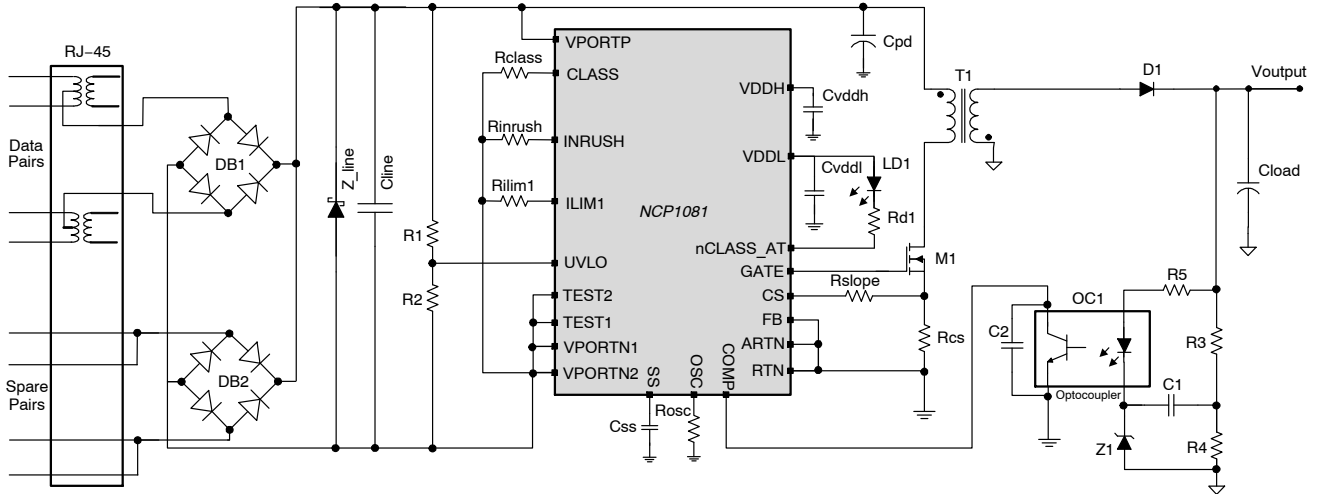 RJ-45
Data
Pairs
Spare
Pairs
DB1
DB2
Z_line
Cline
R1
R2
Rclass
Rinrush
Rilim1
VPORTP
CLASS
INRUSH
ILIM1
UVLO
TEST2
TEST1
VPORTN1
VPORTN2
NCP1081
VDDH
VDDL
nCLASS_AT
GATE
CS
FB
ARTN
RTN
SS
OSC
COMP
Css
Rosc
Cpd
Cvddh
Cvddl
LD1
Rd1
M1
Rslope
Rcs
T1
D1
Voutput
Cload
R5
OC1
C2
R3
Optocoupler
C1
Z1
R4